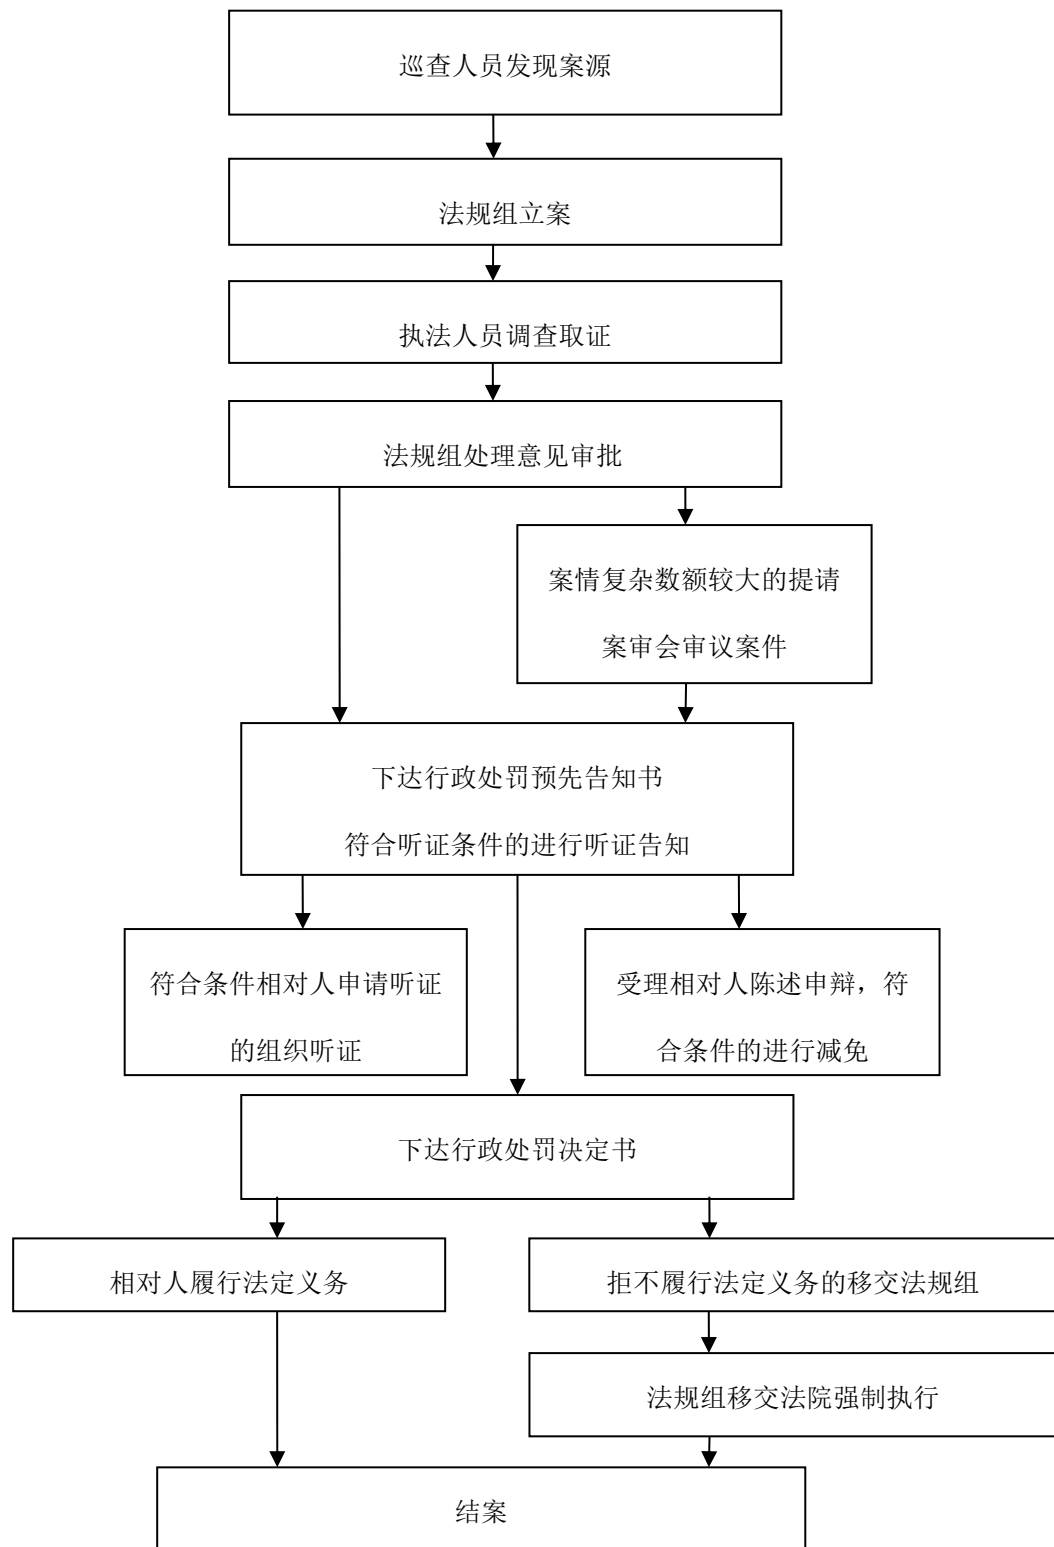 巡查人员发现案源
法规组立案
执法人员调查取证
法规组处理意见审批
案情复杂数额较大的提请
案审会审议案件
下达行政处罚预先告知书
符合听证条件的进行听证告知
符合条件相对人申请听证
的组织听证
受理相对人陈述申辩，符
合条件的进行减免
下达行政处罚决定书
相对人履行法定义务
拒不履行法定义务的移交法规组
法规组移交法院强制执行
结案